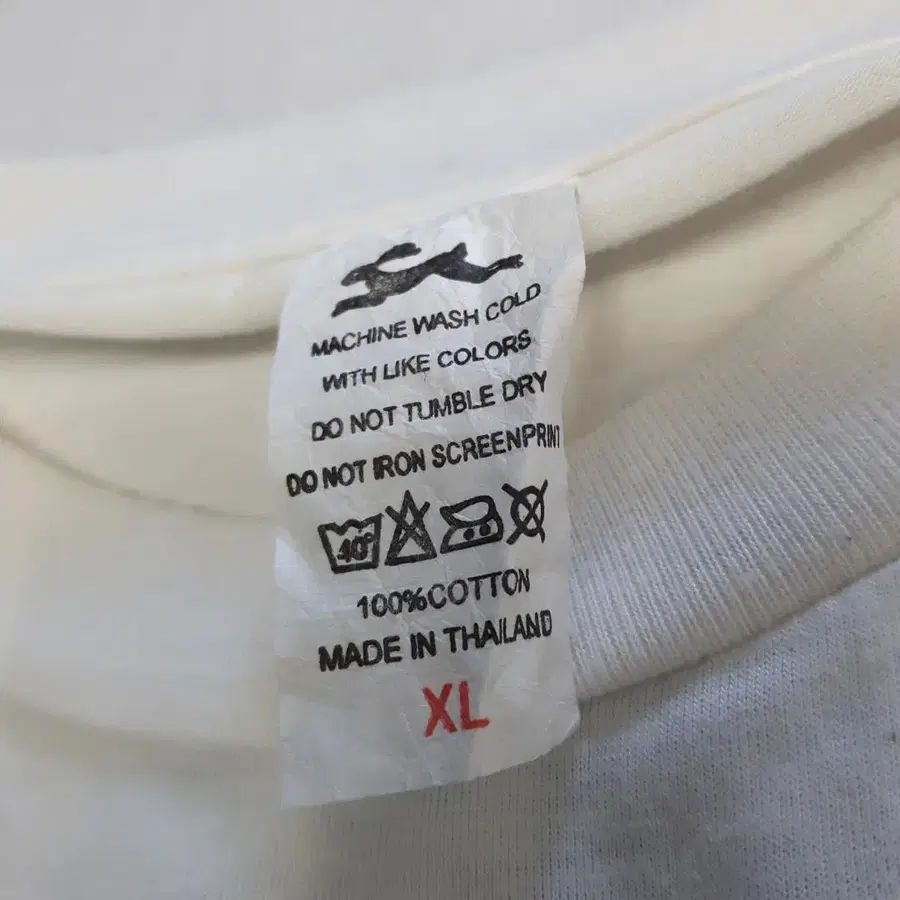 MACHINE WASH COLD
WITH LIKE COLORS
DO NOT TUMBLE DRY
DO NOT IRON SCREENPRINT
40°
100%COTTON
MADE IN THAILAND
XL